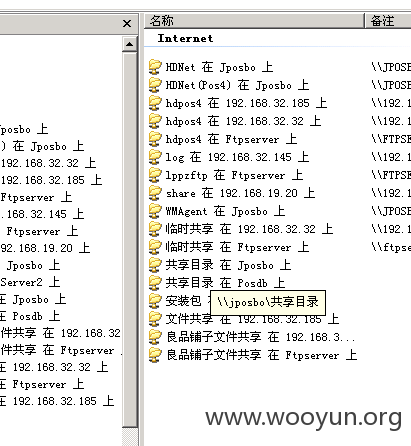 名称 备注
Internet
HDNet 在 Jposbo 上 \\JPOS
HDNet(Pos4) 在 Jposbo 上 \\JPOSE
hdpos4 在 192.168.32.185 上 \\192.1
hdpos4 在 192.168.32.32 上 \\192.1
hdpos4 在 Ftpserver 上 \\FTPSE
log 在 192.168.32.145 上 \\192.1
lppzftp 在 Ftpserver 上 \\FTPSE
share 在 192.168.19.20 上 \\192.1
WMAgent 在 Jposbo 上 \\JPOSE
临时共享 在 192.168.32.32 上 \\192.1
临时共享 在 Ftpserver 上 \\ftpse
共享目录 在 Jposbo 上
共享目录 在 Posdb 上
安装包
\\jposbo\共享目录
文件共享 在 192.168.32.185 上
良品铺子文件共享 在 192.168.3...
良品铺子文件共享 在 Ftpserver 上
posbo 上
) 在 Jposbo 上
192.168.32.32 上
192.168.32.185 上
Ftpserver 上
.168.32.145 上
Ftpserver 上
68.19.20 上
Jposbo 上
Server2 上
在 Jposbo 上
在 Posdb 上
件共享 在 192.168.32
件共享 在 Ftpserver
在 192.168.32.32 上
在 Ftpserver 上
在 192.168.32.185 上
www.wooyun.org